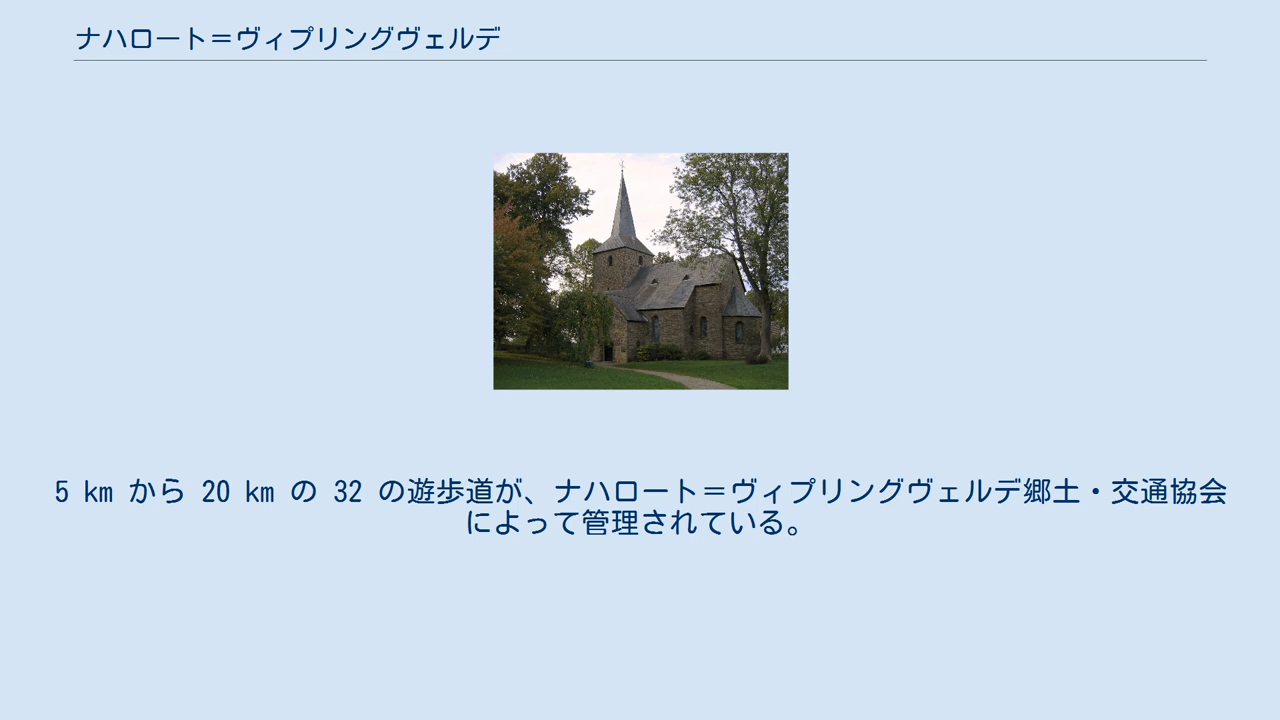 ナハロート＝ヴィプリングヴェルデ
5 km から 20 km の 32 の遊歩道が、ナハロート＝ヴィプリングヴェルデ郷土・交通協会
によって管理されている。